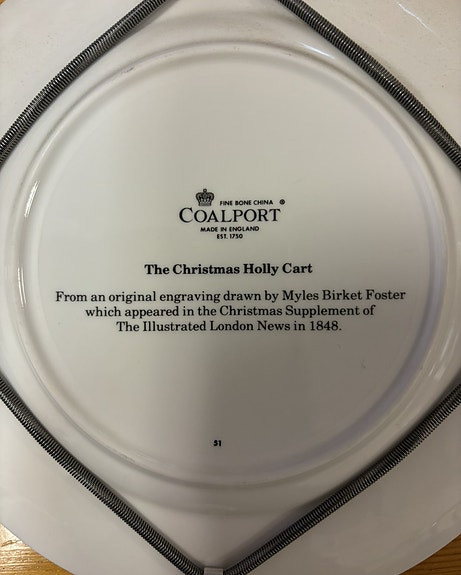 FINE BONE CHINA ®
COALPORT
MADE IN ENGLAND
EST. 1750
The Christmas Holly Cart
From an original engraving drawn by Myles Birket Foster
which appeared in the Christmas Supplement of
The Illustrated London News in 1848.
51